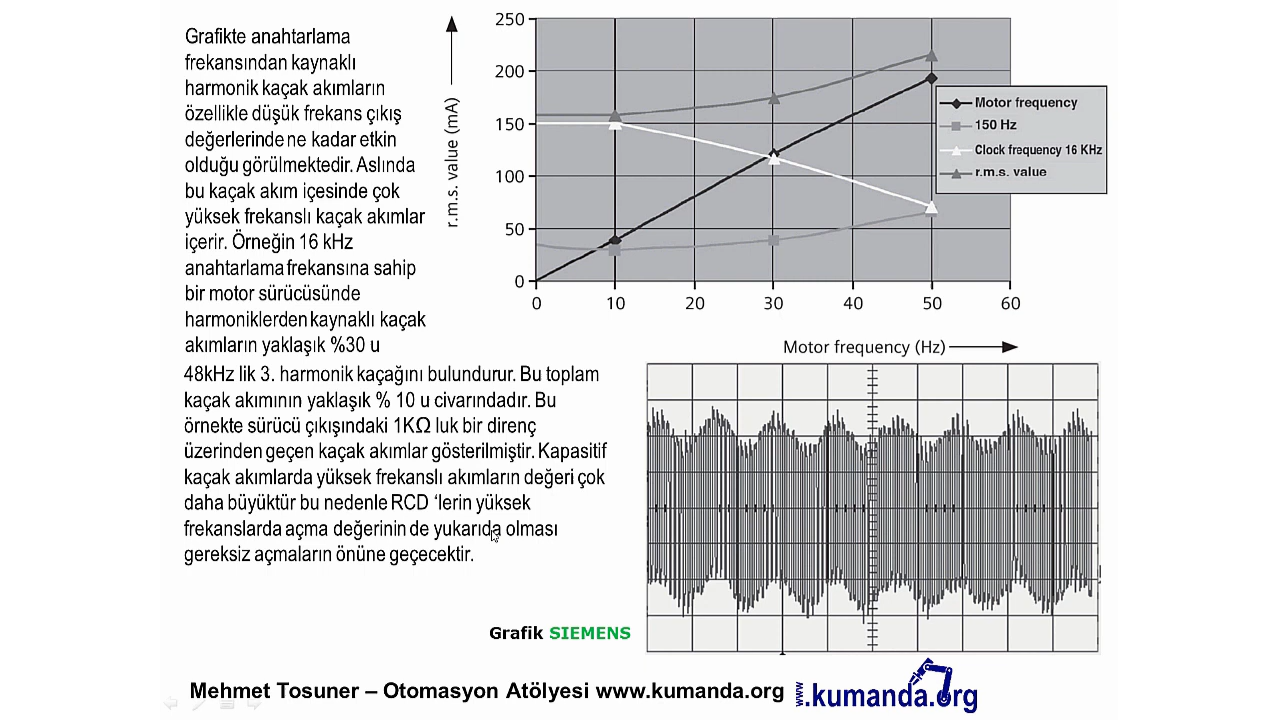 Grafikte anahtarlama
frekansından kaynaklı
harmonik kaçak akımların
özellikle düşük frekans çıkış
değerlerinde ne kadar etkin
olduğu görülmektedir. Aslında
bu kaçak akım içesinde çok
yüksek frekanslı kaçak akımlar
içerir. Örneğin 16 kHz
anahtarlama frekansına sahip
bir motor sürücüsünde
harmoniklerden kaynaklı kaçak
akımların yaklaşık %30 u
48kHz lik 3. harmonik kaçağını bulundurur. Bu toplam
kaçak akımının yaklaşık % 10 u civarındadır. Bu
örnekte sürücü çıkışındaki 1KΩ luk bir direnç
üzerinden geçen kaçak akımlar gösterilmiştir. Kapasitif
kaçak akımlarda yüksek frekanslı akımların değeri çok
daha büyüktür bu nedenle RCD ‘lerin yüksek
frekanslarda açma değerinin de yukarıda olması
gereksiz açmaların önüne geçecektir.
r.m.s. value (mA)
250
200
150
100
50
0
0 10 20 30 40 50 60
Motor frequency (Hz)
Motor frequency
150 Hz
Clock frequency 16 KHz
r.m.s. value
Grafik SIEMENS
Mehmet Tosuner – Otomasyon Atölyesi www.kumanda.org
www.kumanda.org